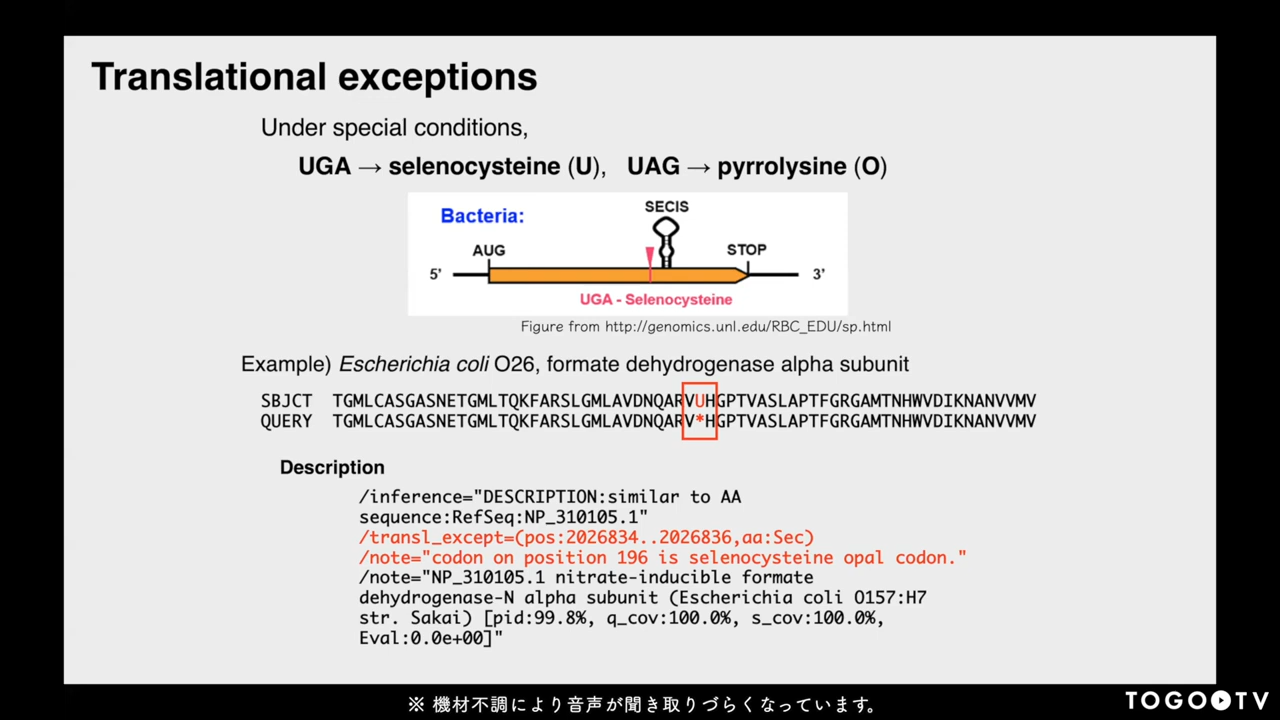 Translational exceptions
Under special conditions,
UGA → selenocysteine (U), UAG → pyrrolysine (O)
Bacteria:
SECIS
AUG
STOP
5’
3’
UGA - Selenocysteine
Figure from http://genomics.unl.edu/RBC_EDU/sp.html
Example) Escherichia coli O26, formate dehydrogenase alpha subunit
SBJCT TGMLCASGASNETGMLTQKFARSLGMLAVDNQARVUHGPTVASLAPTFGRGAMTNHWVDIKNANVVMV
QUERY TGMLCASGASNETGMLTQKFARSLGMLAVDNQARV*HGPTVASLAPTFGRGAMTNHWVDIKNANVVMV
Description
/inference="DESCRIPTION:similar to AA
sequence:RefSeq:NP_310105.1"
/transl_except=(pos:2026834..2026836,aa:Sec)
/note="codon on position 196 is selenocysteine opal codon."
/note="NP_310105.1 nitrate-inducible formate
dehydrogenase-N alpha subunit (Escherichia coli O157:H7
str. Sakai) [pid:99.8%, q_cov:100.0%, s_cov:100.0%,
Eval:0.0e+00]"
※ 機材不調により音声が聞き取りづらくなっています。
TOGOTV